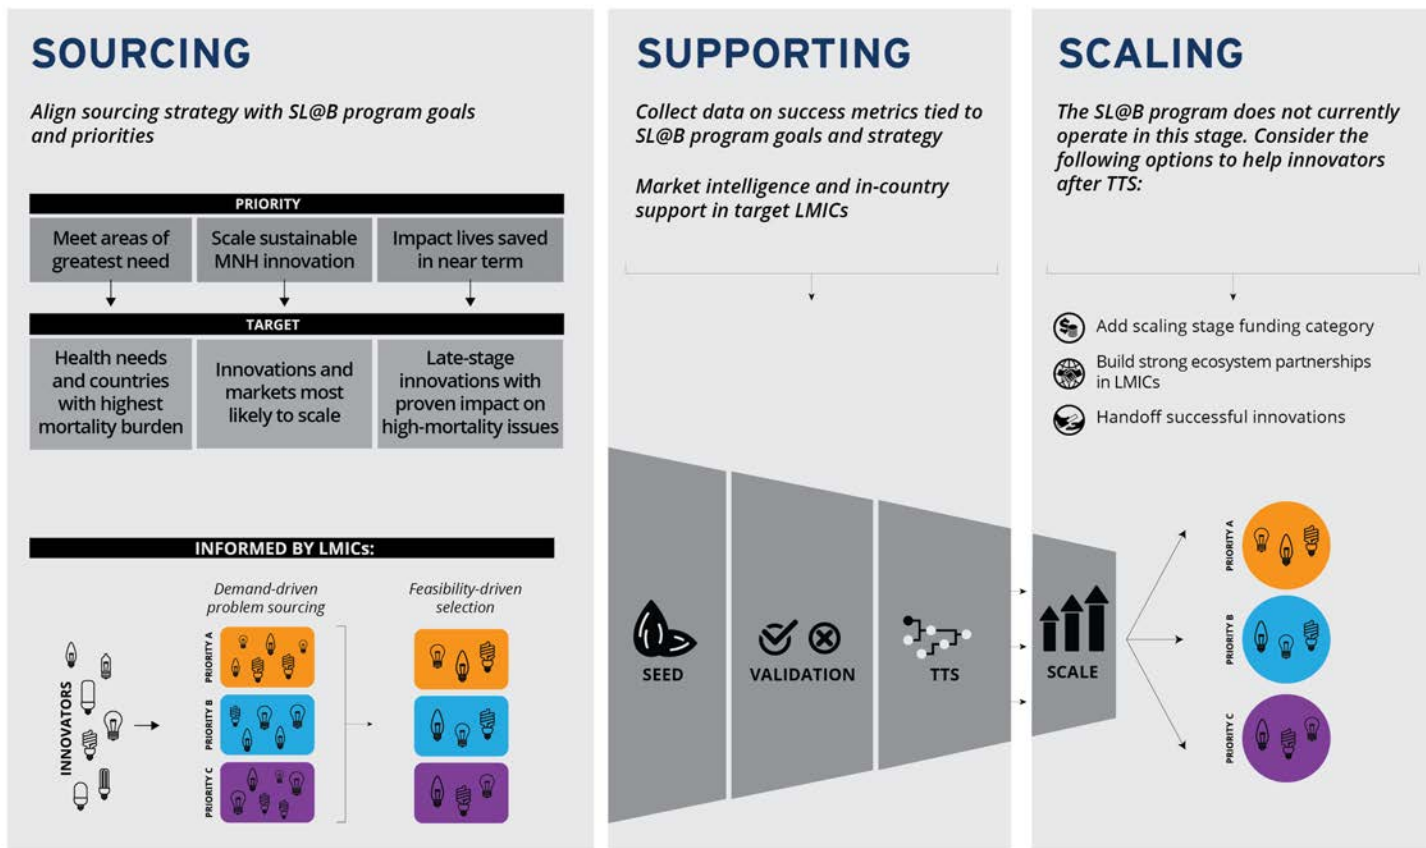 SOURCING
Align sourcing strategy with SL@B program goals
and priorities
PRIORITY
Meet areas of
greatest need
Scale sustainable
MNH innovation
Impact lives saved
in near term
TARGET
Health needs
and countries
with highest
mortality burden
Innovations and
markets most
likely to scale
Late-stage
innovations with
proven impact on
high-mortality issues
INFORMED BY LMICs:
Demand-driven
problem sourcing
Feasibility-driven
selection
INNOVATORS
PRIORITY A
PRIORITY B
PRIORITY C
SUPPORTING
Collect data on success metrics tied to
SL@B program goals and strategy
Market intelligence and in-country
support in target LMICs
SEED
VALIDATION
TTS
SCALING
The SL@B program does not currently
operate in this stage. Consider the
following options to help innovators
after TTS:
Add scaling stage funding category
Build strong ecosystem partnerships
in LMICs
Handoff successful innovations
SCALE
PRIORITY A
PRIORITY B
PRIORITY C